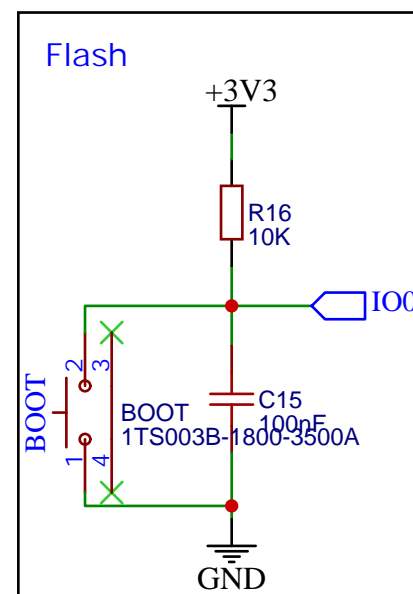 Flash
+3V3
R16
10K
IO0
2
3
BOOT
C15
100nF
BOOT
1TS003B-1800-3500A
1
4
GND